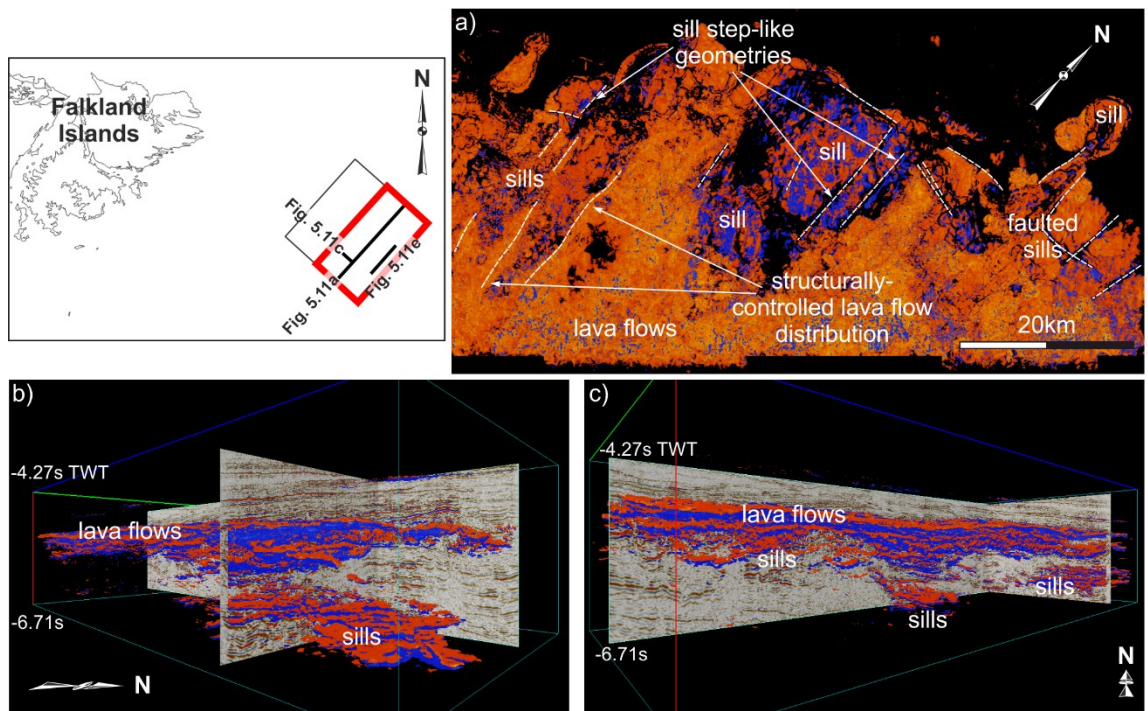 Falkland
Islands
N
Fig. 5.11c
Fig. 5.11a
Fig. 5.11e
a)
sill step-like
geometries
N
sill
sill
sills
sill
faulted
sills
structurally-
controlled lava flow
distribution
lava flows
20km
b)
-4.27s TWT
lava flows
-6.71s
sills
N
c)
-4.27s TWT
lava flows
sills
sills
sills
-6.71s
N